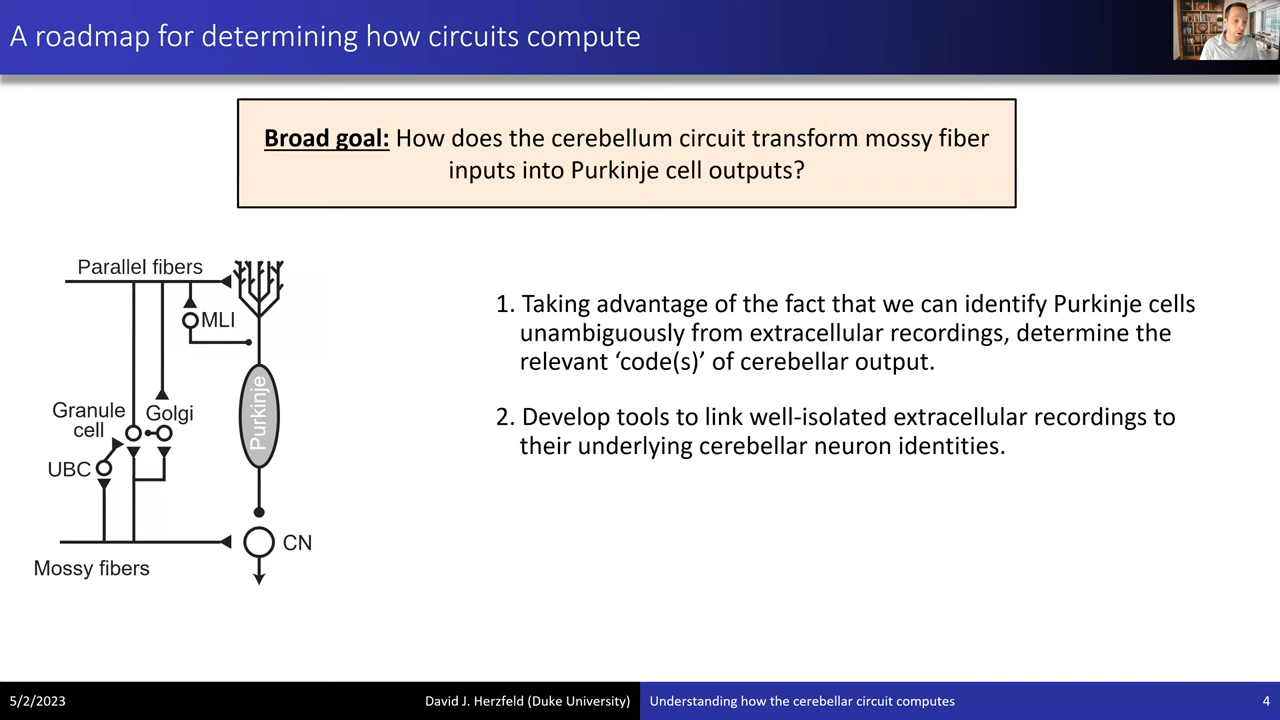 A roadmap for determining how circuits compute
Broad goal: How does the cerebellum circuit transform mossy fiber
inputs into Purkinje cell outputs?
Parallel fibers
MLI
Purkinje
Granule
cell
Golgi
UBC
CN
Mossy fibers
1. Taking advantage of the fact that we can identify Purkinje cells
unambiguously from extracellular recordings, determine the
relevant ‘code(s)’ of cerebellar output.
2. Develop tools to link well-isolated extracellular recordings to
their underlying cerebellar neuron identities.
5/2/2023
David J. Herzfeld (Duke University)
Understanding how the cerebellar circuit computes
4